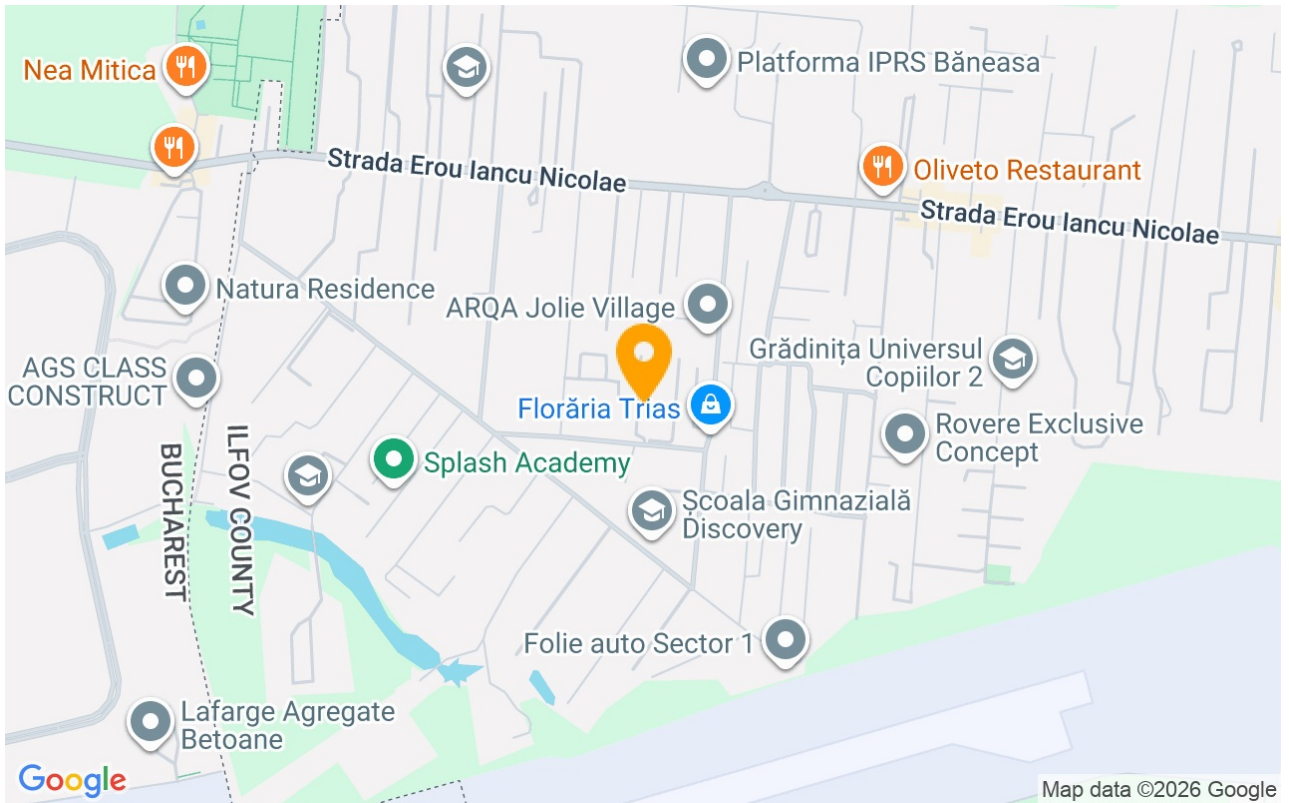 Nea Mitica
Platforma IPRS Băneasa
Strada Erou Iancu Nicolae
Oliveto Restaurant
Strada Erou Iancu Nicolae
Natura Residence
ARQA Jolie Village
AGS CLASS
CONSTRUCT
Grădinița Universul
Copiilor 2
Florăria Trias
Rovere Exclusive
Concept
BUCHAREST
ILFOV COUNTY
Splash Academy
Școala Gimnazială
Discovery
Folie auto Sector 1
Lafarge Agregate
Betoane
Google
Map data ©2026 Google